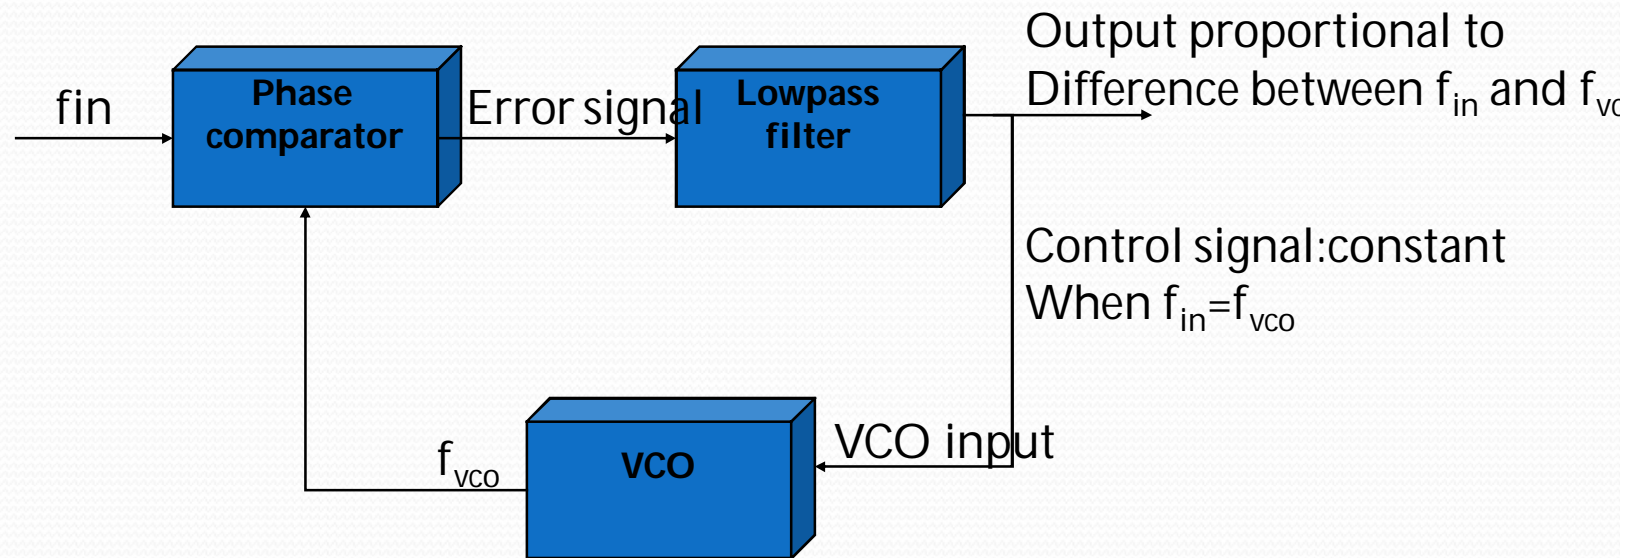 fin
Phase
comparator
Error signal
Lowpass
filter
Output proportional to
Difference between fin and
Control signal:constant
When fin=fvco
VCO input
VCO
fvco